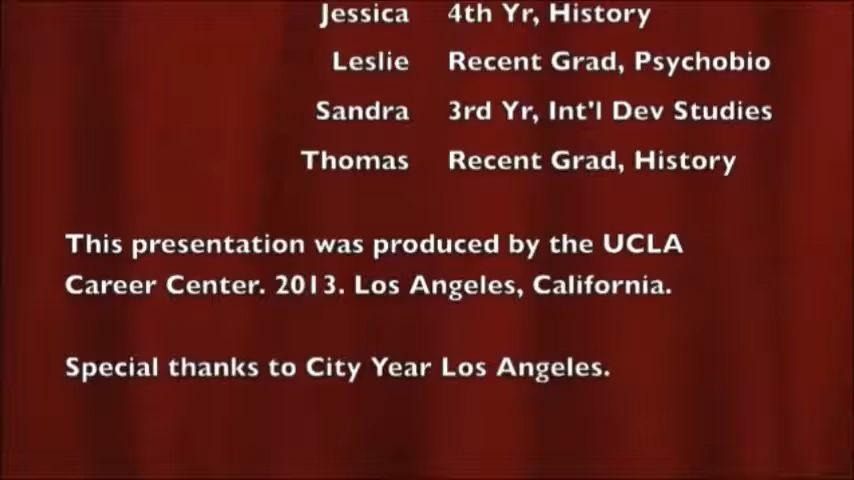 Jessica 4th Yr, History
Leslie Recent Grad, Psychobio
Sandra 3rd Yr, Int'l Dev Studies
Thomas Recent Grad, History
This presentation was produced by the UCLA
Career Center. 2013. Los Angeles, California.
Special thanks to City Year Los Angeles.